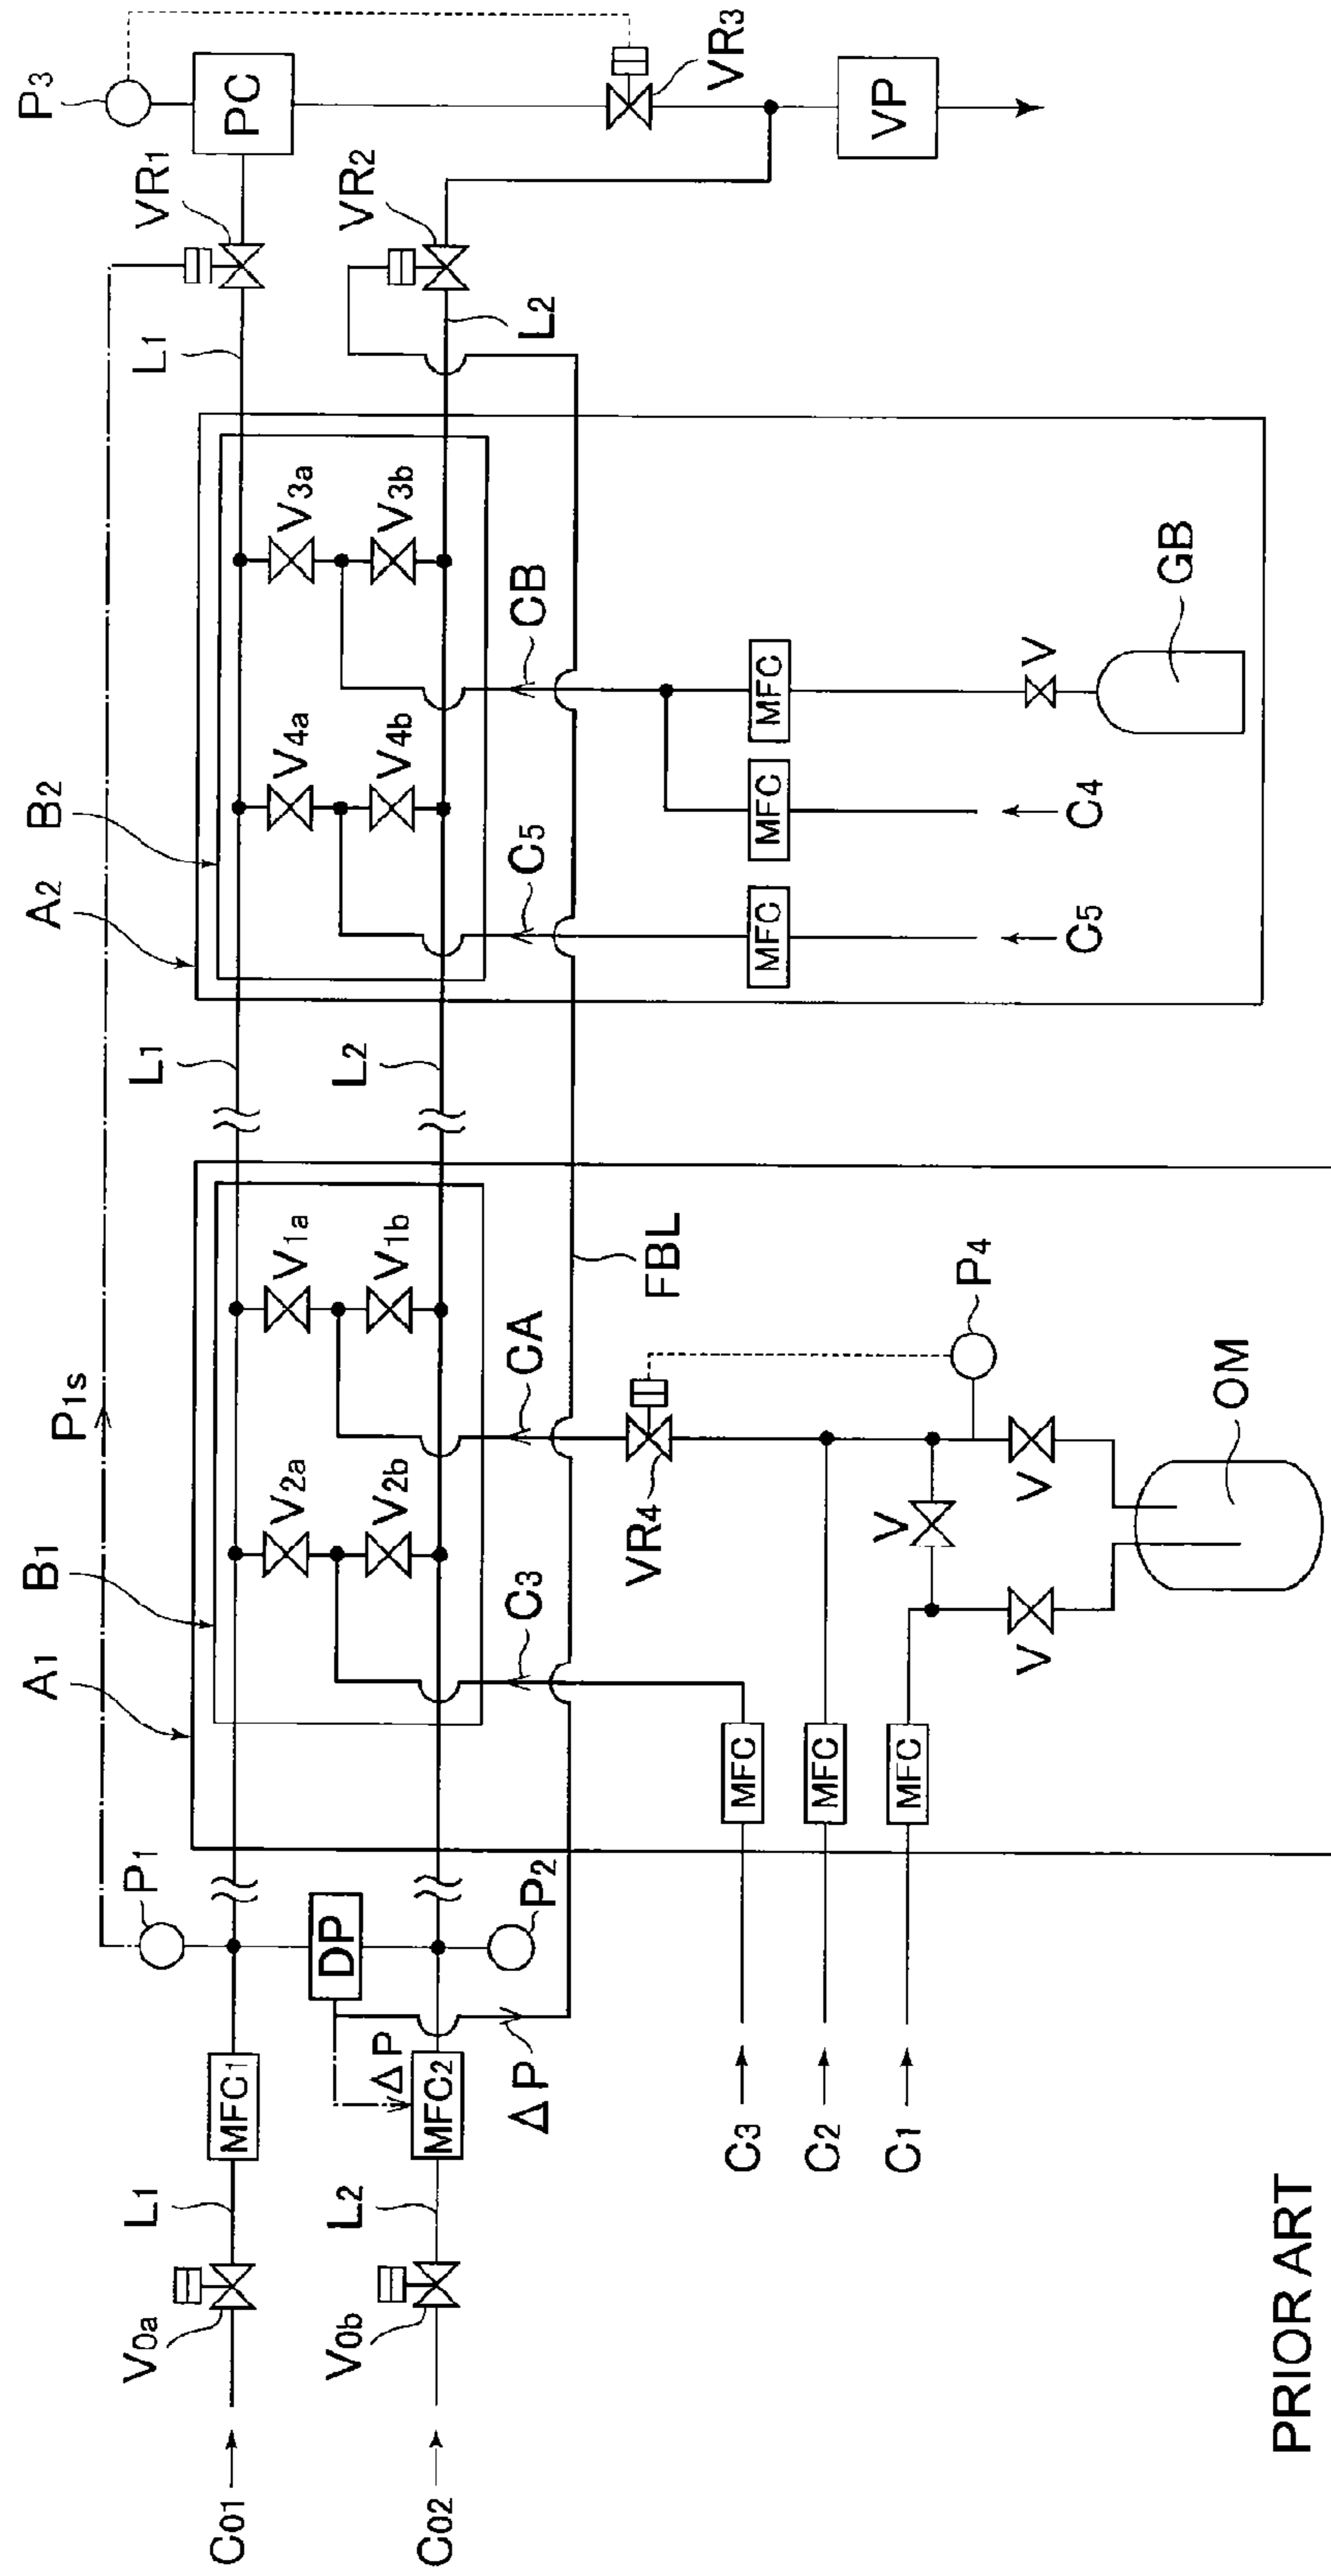 P3
PC
VR1
VR3
VP
VR2
L1
L2
A2
B2
V4a
V3a
V4b
V3b
C5
CB
MFC
MFC
MFC
V
GB
C5
C4
L1
L2
P1s
A1
B1
V2a
V1a
V2b
V1b
C3
CA
FBL
VR4
P4
MFC
MFC
MFC
V
V
V
OM
P1
DP
P2
ΔP
ΔP
MFC1
MFC2
L1
L2
V0a
V0b
C01
C02
C3
C2
C1
PRIOR ART